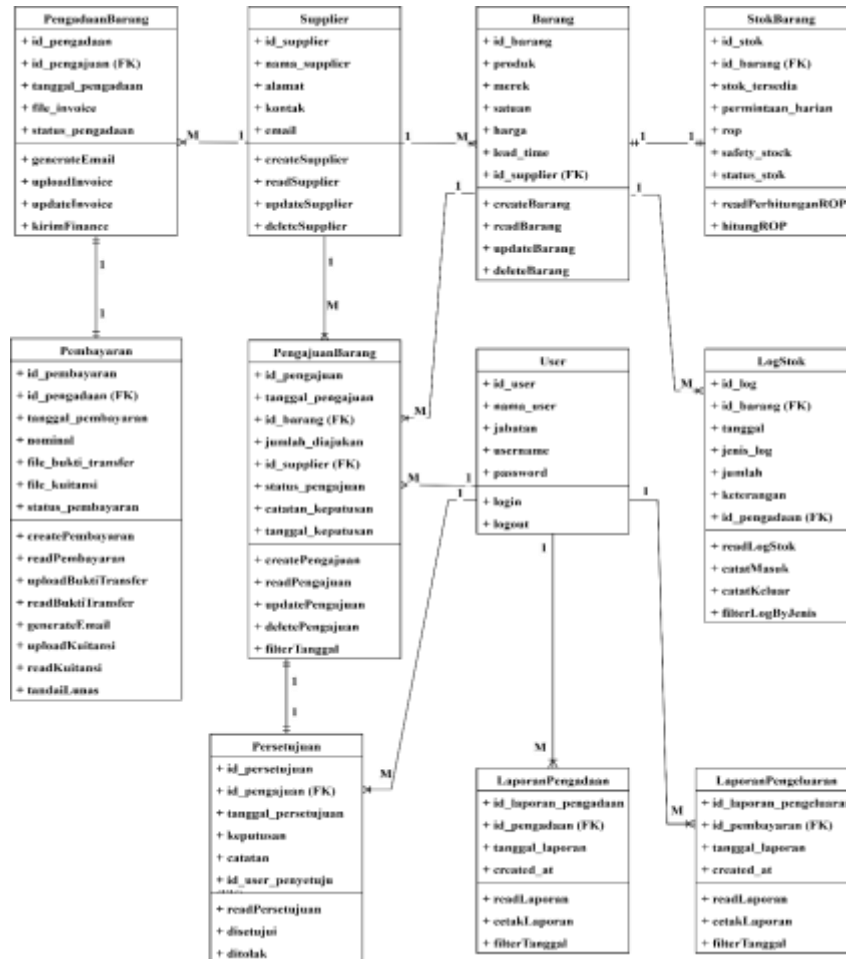 PengadaanBarang
+ id_pengadaan
+ id_pengajuan (FK)
+ tanggal_pengadaan
+ file_invoice
+ status_pengadaan
+ generateEmail
+ uploadInvoice
+ updateInvoice
+ kirimFinance
M
1
Supplier
+ id_supplier
+ nama_supplier
+ alamat
+ kontak
+ email
+ createSupplier
+ readSupplier
+ updateSupplier
+ deleteSupplier
1
M
Barang
+ id_barang
+ produk
+ merek
+ satuan
+ harga
+ lead_time
+ id_supplier (FK)
+ createBarang
+ readBarang
+ updateBarang
+ deleteBarang
1
1
StokBarang
+ id_stok
+ id_barang (FK)
+ stok_tersedia
+ permintaan_harian
+ rop
+ safety_stock
+ status_stok
+ readPerhitunganROP
+ hitungROP
1
1
1
M
1
M
1
M
Pembayaran
+ id_pembayaran
+ id_pengadaan (FK)
+ tanggal_pembayaran
+ nominal
+ file_bukti_transfer
+ file_kuitansi
+ status_pembayaran
+ createPembayaran
+ readPembayaran
+ uploadBuktiTransfer
+ readBuktiTransfer
+ generateEmail
+ uploadKuitansi
+ readKuitansi
+ tandaiLunas
PengajuanBarang
+ id_pengajuan
+ tanggal_pengajuan
+ id_barang (FK)
+ jumlah_diajukan
+ id_supplier (FK)
+ status_pengajuan
+ catatan_keputusan
+ tanggal_keputusan
+ createPengajuan
+ readPengajuan
+ updatePengajuan
+ deletePengajuan
+ filterTanggal
M
1
User
+ id_user
+ nama_user
+ jabatan
+ username
+ password
+ login
+ logout
LogStok
+ id_log
+ id_barang (FK)
+ tanggal
+ jenis_log
+ jumlah
+ keterangan
+ id_pengadaan (FK)
+ readLogStok
+ catatMasuk
+ catatKeluar
+ filterLogByJenis
1
1
1
M
1
M
1
M
Persetujuan
+ id_persetujuan
+ id_pengajuan (FK)
+ tanggal_persetujuan
+ keputusan
+ catatan
+ id_user_penyetuju
+ readPersetujuan
+ disetujui
+ ditolak
LaporanPengadaan
+ id_laporan_pengadaan
+ id_pengadaan (FK)
+ tanggal_laporan
+ created_at
+ readLaporan
+ cetakLaporan
+ filterTanggal
LaporanPengeluaran
+ id_laporan_pengeluaran
+ id_pembayaran (FK)
+ tanggal_laporan
+ created_at
+ readLaporan
+ cetakLaporan
+ filterTanggal